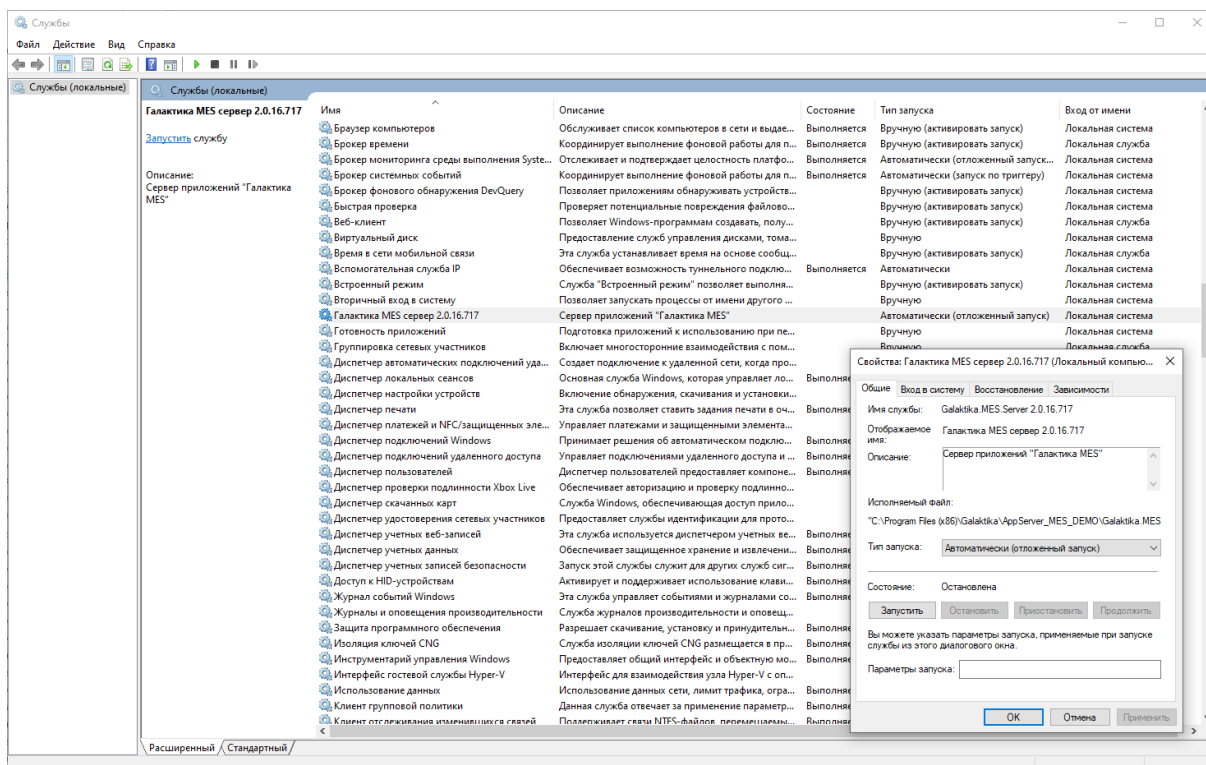 Службы
Файл Действие Вид Справка
Службы (локальные)
Службы (локальные)
Галактика MES сервер 2.0.16.717
Запустить службу
Описание:
Сервер приложений "Галактика
MES"
Имя Описание Состояние Тип запуска Вход от имени
Браузер компьютеров Обслуживает список компьютеров в сети и выдае... Выполняется Вручную (активировать запуск) Локальная система
Брокер времени Координирует выполнение фоновой работы для п... Выполняется Вручную (активировать запуск) Локальная служба
Брокер мониторинга среды выполнения Syste... Отслеживает и подтверждает целостность платфо... Выполняется Автоматически (отложенный запуск... Локальная система
Брокер системных событий Координирует выполнение фоновой работы для п... Выполняется Автоматически (запуск по триггеру) Локальная система
Брокер фонового обнаружения DevQuery Позволяет приложениям обнаруживать устройств... Вручную (активировать запуск) Локальная система
Быстрая проверка Проверяет потенциальные повреждения файлово... Вручную (активировать запуск) Локальная система
Веб-клиент Позволяет Windows-программам создавать, полу... Вручную (активировать запуск) Локальная служба
Виртуальный диск Предоставление служб управления дисками, тома... Вручную Локальная система
Время в сети мобильной связи Эта служба устанавливает время на основе сообщ... Вручную (активировать запуск) Локальная служба
Вспомогательная служба IP Обеспечивает возможность туннельного подклю... Выполняется Автоматически Локальная система
Встроенный режим Служба "Встроенный режим" позволяет выполня... Вручную (активировать запуск) Локальная система
Вторичный вход в систему Позволяет запускать процессы от имени другого ... Вручную Локальная система
Галактика MES сервер 2.0.16.717 Сервер приложений "Галактика MES" Автоматически (отложенный запуск) Локальная система
Готовность приложений Подготовка приложений к использованию при пе... Вручную Локальная система
Группировка сетевых участников Включает многосторонние взаимодействия с пом... Вручную Локальная служба
Диспетчер автоматических подключений уда... Создает подключение к удаленной сети, когда про...
Диспетчер локальных сеансов Основная служба Windows, которая управляет ло... Выполняе
Диспетчер настройки устройств Включение обнаружения, скачивания и установки...
Диспетчер печати Эта служба позволяет ставить задания печати в оч... Выполняе
Диспетчер платежей и NFC/защищенных эле... Управляет платежами и защищенными элемента...
Диспетчер подключений Windows Принимает решения об автоматическом подклю... Выполняе
Диспетчер подключений удаленного доступа Управляет подключениями удаленного доступа и ... Выполняе
Диспетчер пользователей Диспетчер пользователей предоставляет компоне... Выполняе
Диспетчер проверки подлинности Xbox Live Обеспечивает авторизацию и проверку подлинно...
Диспетчер скачанных карт Служба Windows, обеспечивающая доступ прило...
Диспетчер удостоверения сетевых участников Предоставляет службы идентификации для прото...
Диспетчер учетных веб-записей Эта служба используется диспетчером учетных ве... Выполняе
Диспетчер учетных данных Обеспечивает защищенное хранение и извлечени... Выполняе
Диспетчер учетных записей безопасности Запуск этой службы служит для других служб сиг... Выполняе
Доступ к HID-устройствам Активирует и поддерживает использование клави... Выполняе
Журнал событий Windows Эта служба управляет событиями и журналами со... Выполняе
Журналы и оповещения производительности Служба журналов производительности и оповещ...
Защита программного обеспечения Разрешает скачивание, установку и принудительн... Выполняе
Изоляция ключей CNG Служба изоляции ключей CNG размещается в пр... Выполняе
Инструментарий управления Windows Предоставляет общий интерфейс и объектную мо... Выполняе
Интерфейс гостевой службы Hyper-V Интерфейс для взаимодействия узла Hyper-V с оп...
Использование данных Использование данных сети, лимит трафика, огра... Выполняе
Клиент групповой политики Данная служба отвечает за применение параметр... Выполняе
Клиент отслеживания изменившихся связей Поддерживает связи NTFS-файлов, перемещаемы... Выполняе
Расширенный Стандартный
Свойства: Галактика MES сервер 2.0.16.717 (Локальный компью...
Общие Вход в систему Восстановление Зависимости
Имя службы: Galaktika.MES.Server 2.0.16.717
Отображаемое имя: Галактика MES сервер 2.0.16.717
Описание: Сервер приложений "Галактика MES"
Исполняемый файл:
"C:\Program Files (x86)\Galaktika\AppServer_MES_DEMO\Galaktika.MES
Тип запуска: Автоматически (отложенный запуск)
Состояние: Остановлена
Запустить Остановить Приостановить Продолжить
Вы можете указать параметры запуска, применяемые при запуске
службы из этого диалогового окна.
Параметры запуска:
OK Отмена Применить